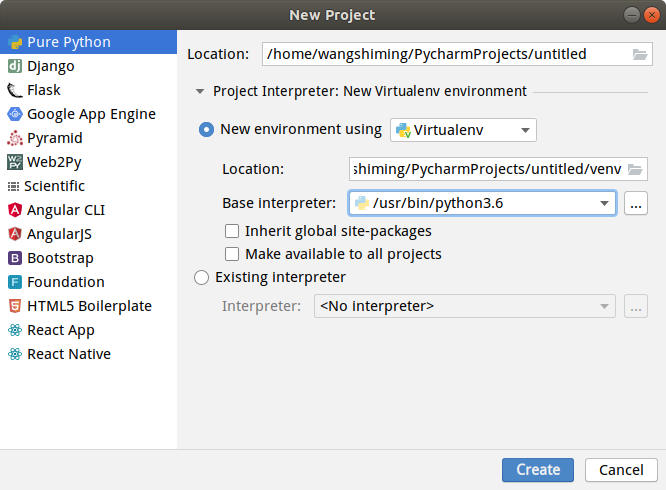 New Project
Pure Python
Django
Flask
Google App Engine
Pyramid
Web2Py
Scientific
Angular CLI
AngularJS
Bootstrap
Foundation
HTML5 Boilerplate
React App
React Native
Location: /home/wangshiming/PycharmProjects/untitled
Project Interpreter: New Virtualenv environment
New environment using Virtualenv
Location: shiming/PycharmProjects/untitled/venv
Base interpreter: /usr/bin/python3.6 ...
Inherit global site-packages
Make available to all projects
Existing interpreter
Interpreter: <No interpreter> ...
Create Cancel